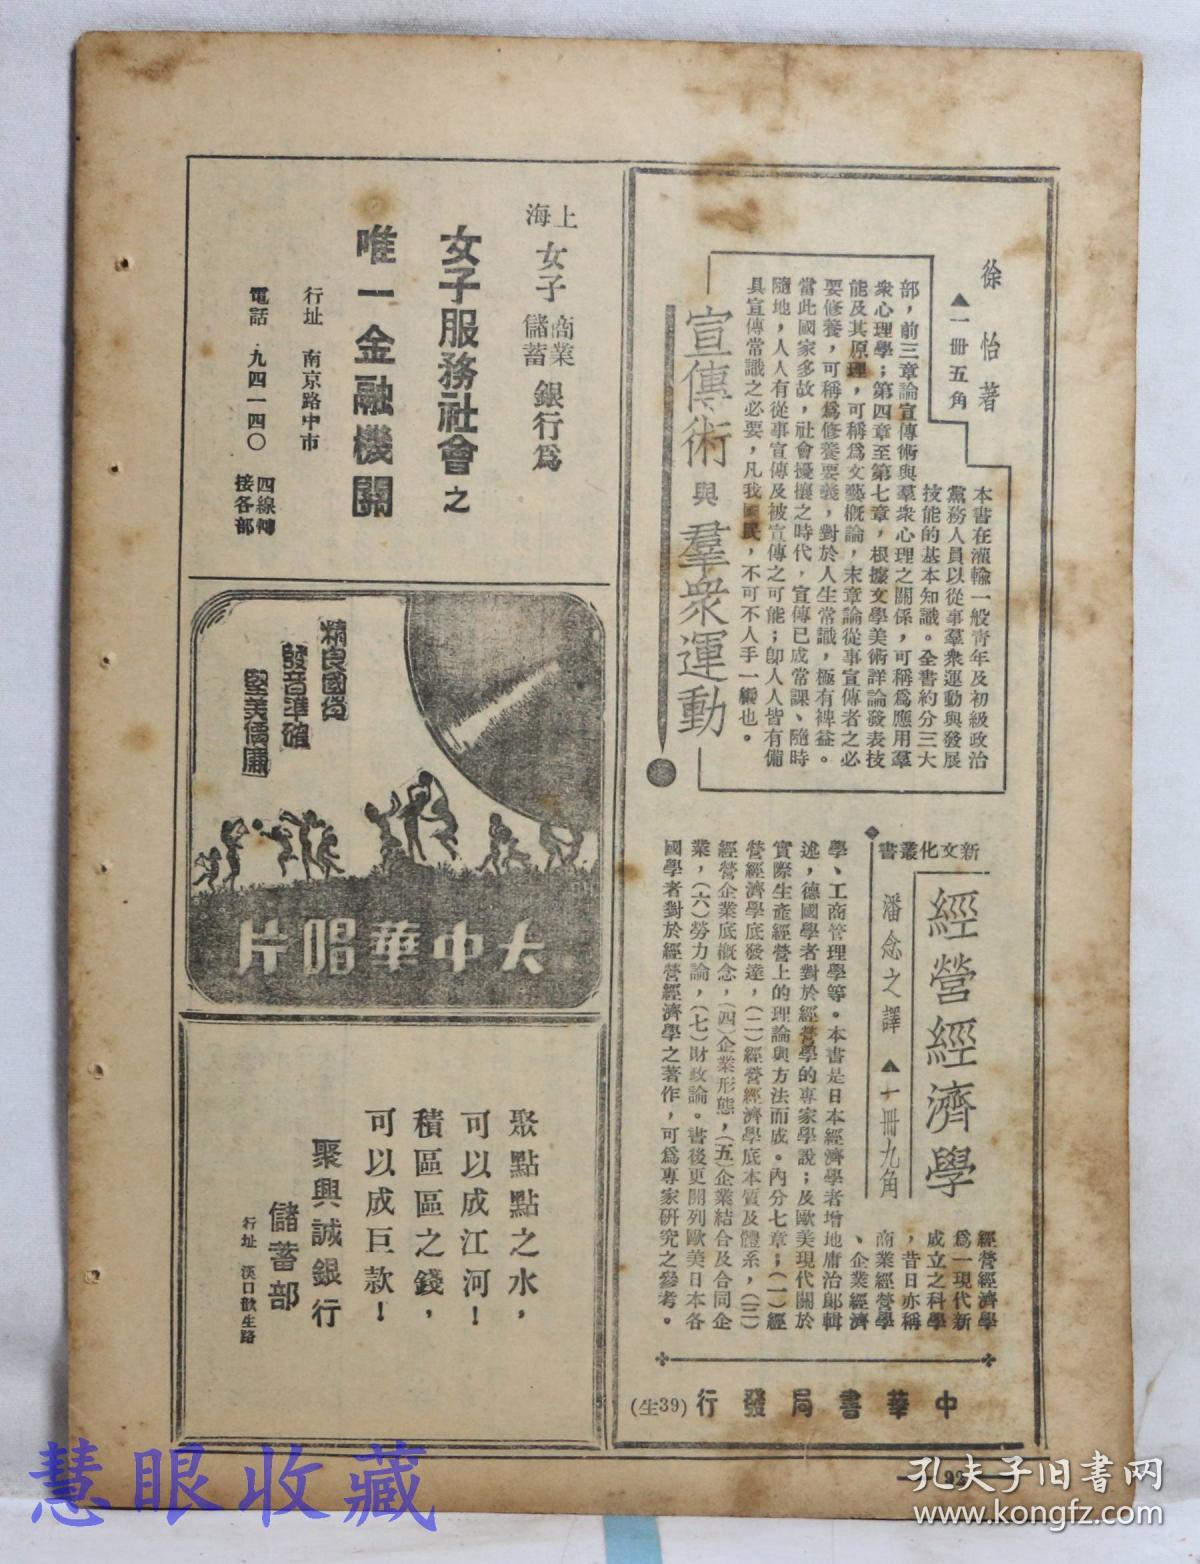 徐怡著
▲一冊五角
宣傳術與羣衆運動
本書在灌輸一般青年及初級政治
黨務人員以從事羣衆運動與發展
技能的基本知識。全書約分三大
部，前三章論宣傳術與羣衆心理之關係，可稱爲應用羣
衆心理學；第四章至第七章，根據文學美術詳論發表技
能及其原理，可稱爲文藝概論，末章論從事宣傳者之必
要修養，可稱爲修養要義，對於人生常識，極有裨益。
當此國家多故，社會擾攘之時代，宣傳已成常課、隨時
隨地，人人有從事宣傳及被宣傳之可能；卽人人皆有備
具宣傳常識之必要，凡我國民，不可不人手一編也。
新文化叢書
經營經濟學
潘念之譯 ▲一冊九角
經營經濟學
爲一現代新
成立之科學
，昔日亦稱
商業經營學
、企業經濟
學、工商管理學等。本書是日本經濟學者增地庸治郎輯
述，德國學者對於經營學的專家學說；及歐美現代關於
實際生產經營上的理論與方法而成。內分七章；(一)經
營經濟學底發達，(二)經營經濟學底本質及體系，(三)
經營企業底概念，(四)企業形態，(五)企業結合及合同企
業，(六)勞力論，(七)財政論。書後更開列歐美日本各
國學者對於經營經濟學之著作，可爲專家研究之參考。
中華書局發行
(生39)
上海女子商業儲蓄銀行爲
女子服務社會之
唯一金融機關
行址 南京路中市
電話 九四一四〇 四線轉接各部
精良國貨
發音準確
堅美價廉
大中華唱片
聚點點之水，
可以成江河！
積區區之錢，
可以成巨款！
聚興誠銀行
儲蓄部
行址 漢口歆生路
92
慧眼收藏
孔夫子旧书网
www.kongfz.com